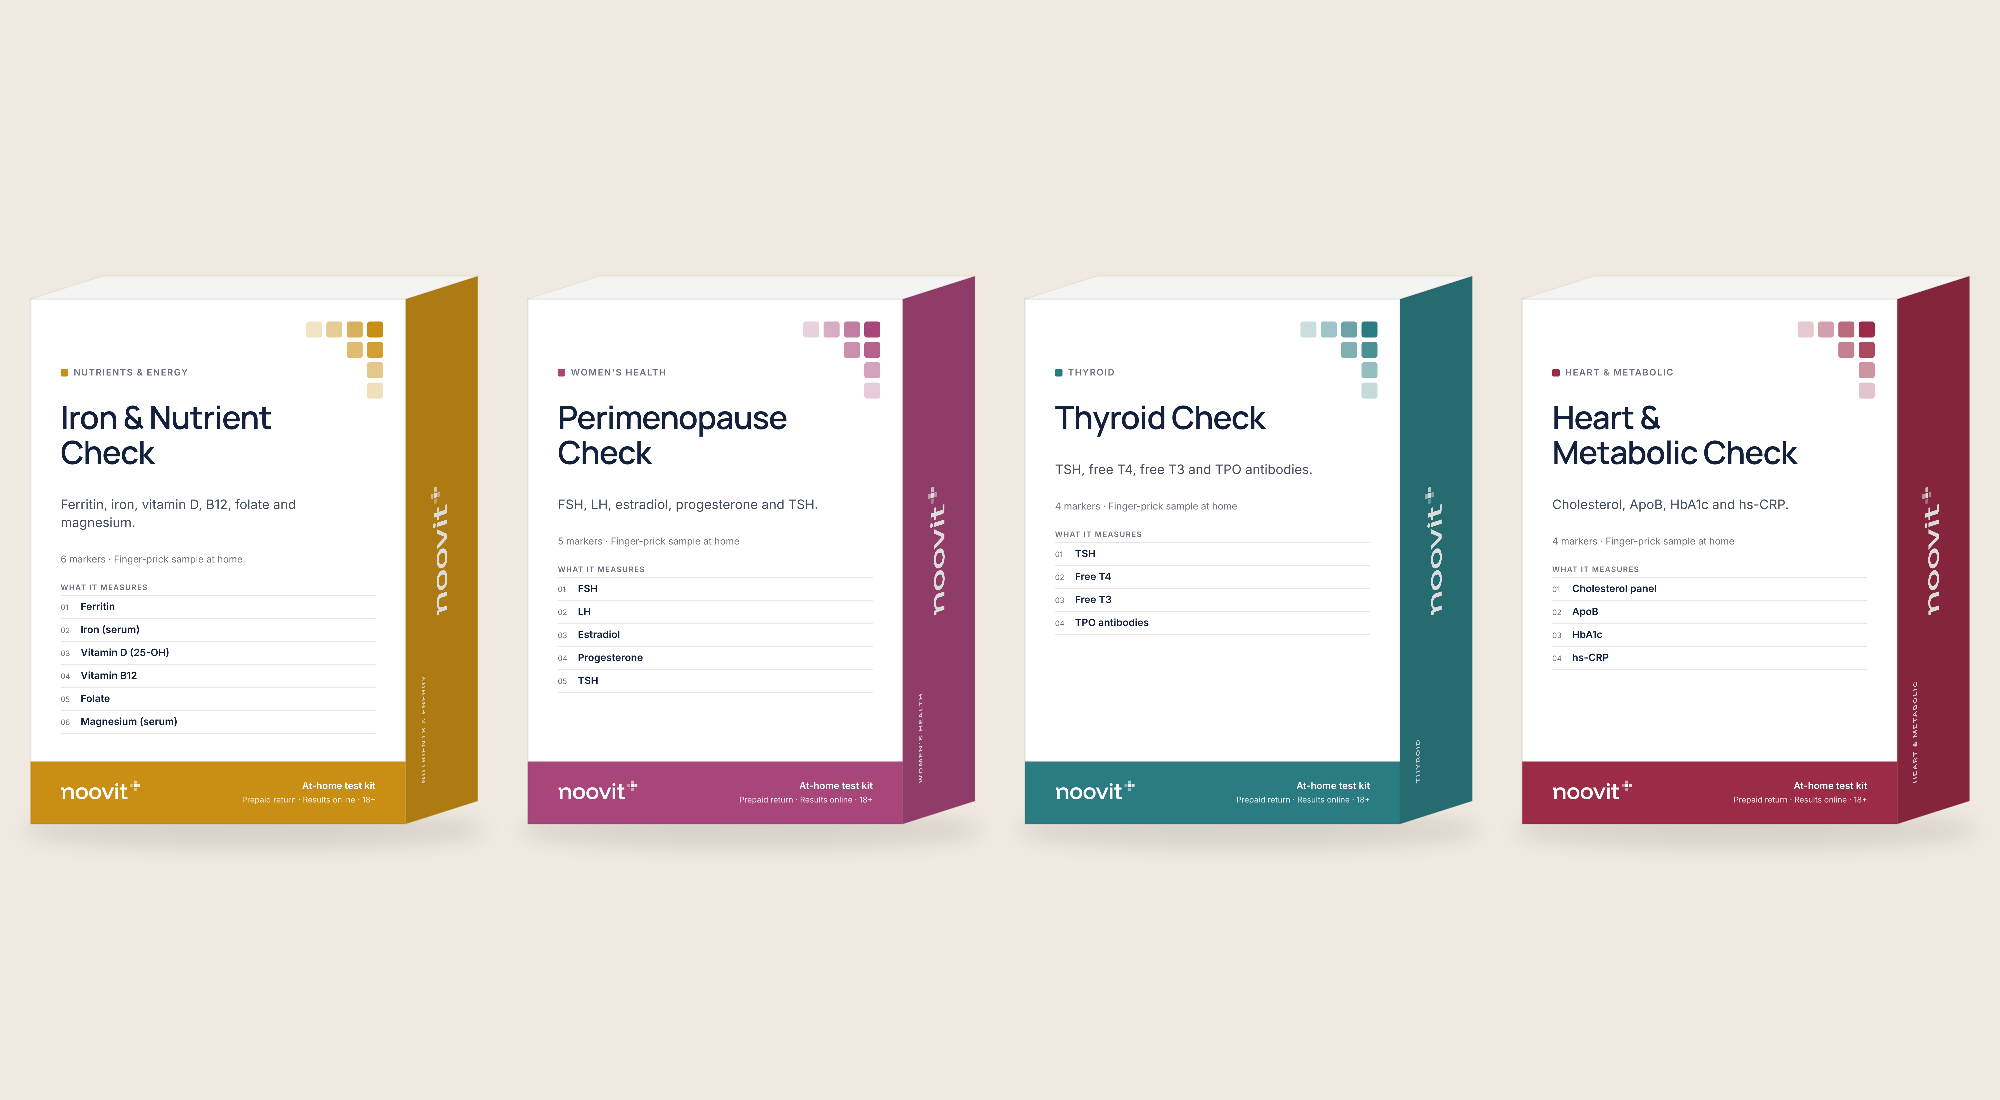 NUTRIENTS & ENERGY
Iron & Nutrient
Check
Ferritin, iron, vitamin D, B12, folate and
magnesium.
6 markers · Finger-prick sample at home
WHAT IT MEASURES
01 Ferritin
02 Iron (serum)
03 Vitamin D (25-OH)
04 Vitamin B12
05 Folate
06 Magnesium (serum)
noovit
At-home test kit
Prepaid return · Results online · 18+
noovit
NUTRIENTS & ENERGY
WOMEN'S HEALTH
Perimenopause
Check
FSH, LH, estradiol, progesterone and TSH.
5 markers · Finger-prick sample at home
WHAT IT MEASURES
01 FSH
02 LH
03 Estradiol
04 Progesterone
05 TSH
noovit
At-home test kit
Prepaid return · Results online · 18+
noovit
WOMEN'S HEALTH
THYROID
Thyroid Check
TSH, free T4, free T3 and TPO antibodies.
4 markers · Finger-prick sample at home
WHAT IT MEASURES
01 TSH
02 Free T4
03 Free T3
04 TPO antibodies
noovit
At-home test kit
Prepaid return · Results online · 18+
noovit
THYROID
HEART & METABOLIC
Heart &
Metabolic Check
Cholesterol, ApoB, HbA1c and hs-CRP.
4 markers · Finger-prick sample at home
WHAT IT MEASURES
01 Cholesterol panel
02 ApoB
03 HbA1c
04 hs-CRP
noovit
At-home test kit
Prepaid return · Results online · 18+
noovit
HEART & METABOLIC